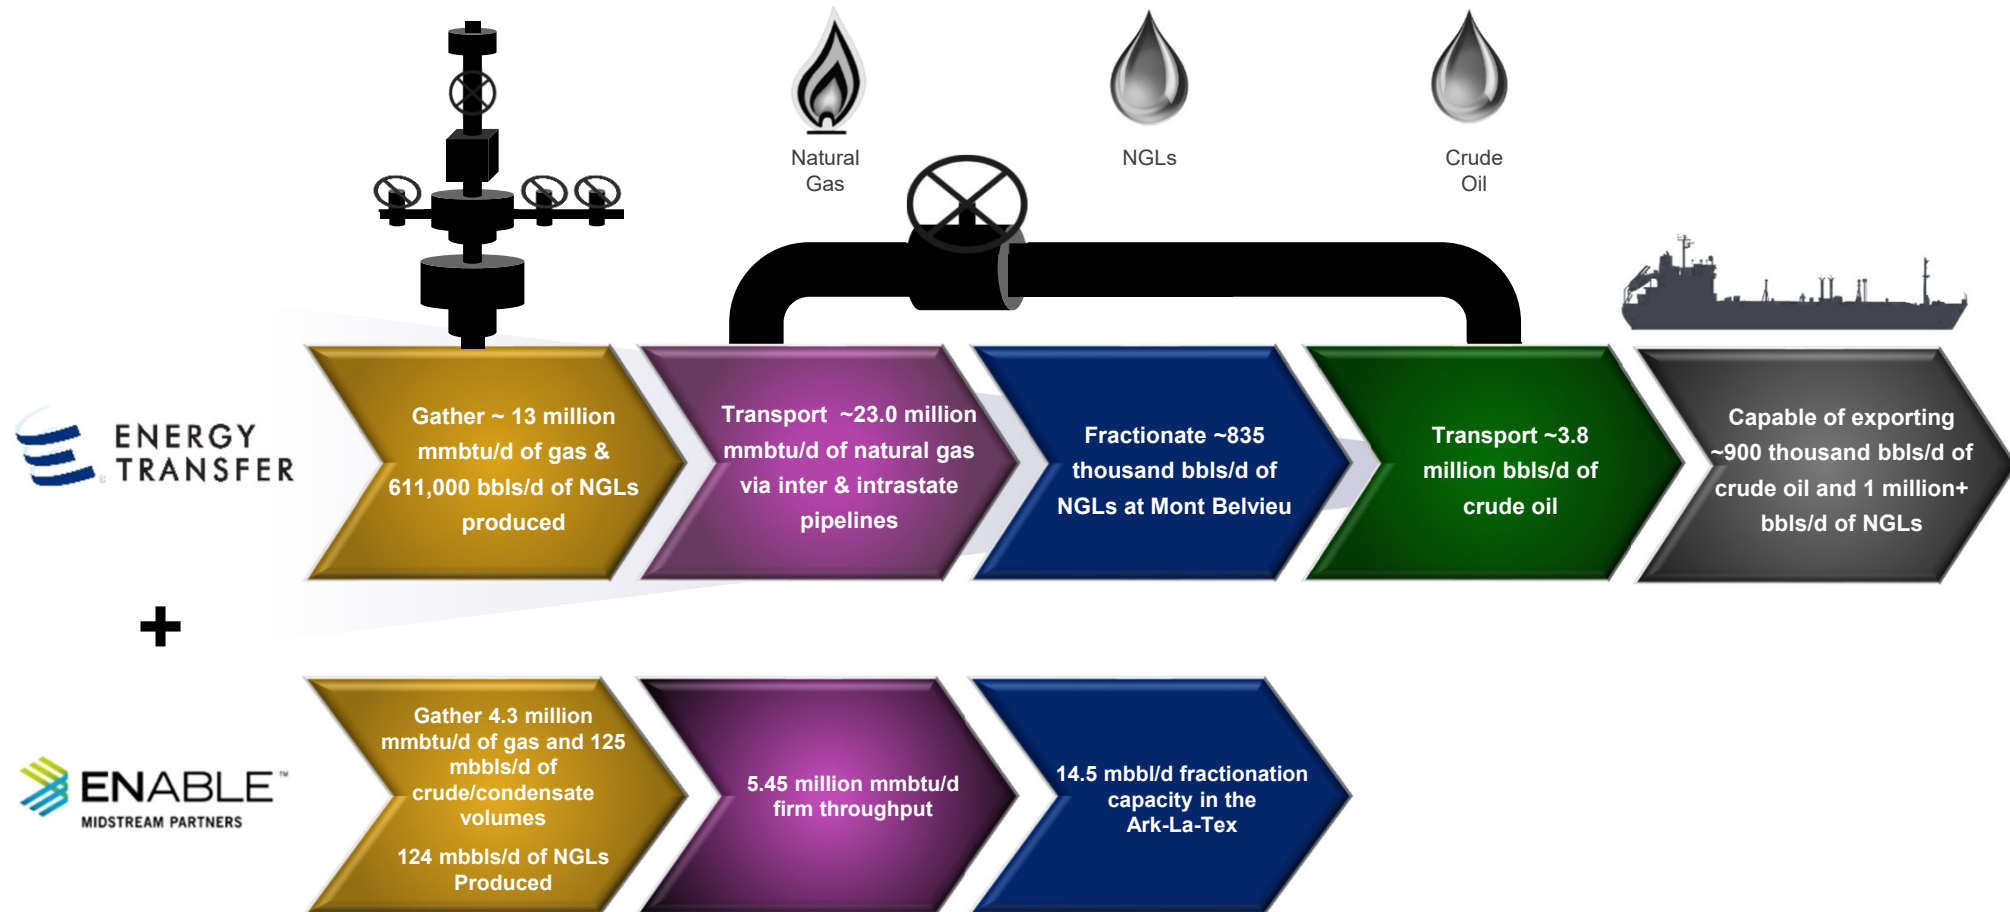 Natural
Gas
NGLs
Crude
Oil
ENERGY
TRANSFER
Gather ~ 13 million
mmbtu/d of gas &
611,000 bbls/d of NGLs
produced
Transport ~23.0 million
mmbtu/d of natural gas
via inter & intrastate
pipelines
Fractionate ~835
thousand bbls/d of
NGLs at Mont Belvieu
Transport ~3.8
million bbls/d of
crude oil
Capable of exporting
~900 thousand bbls/d of
crude oil and 1 million+
bbls/d of NGLs
+
ENABLE™
MIDSTREAM PARTNERS
Gather 4.3 million
mmbtu/d of gas and 125
mbbls/d of
crude/condensate
volumes
124 mbbls/d of NGLs
Produced
5.45 million mmbtu/d
firm throughput
14.5 mbbl/d fractionation
capacity in the
Ark-La-Tex